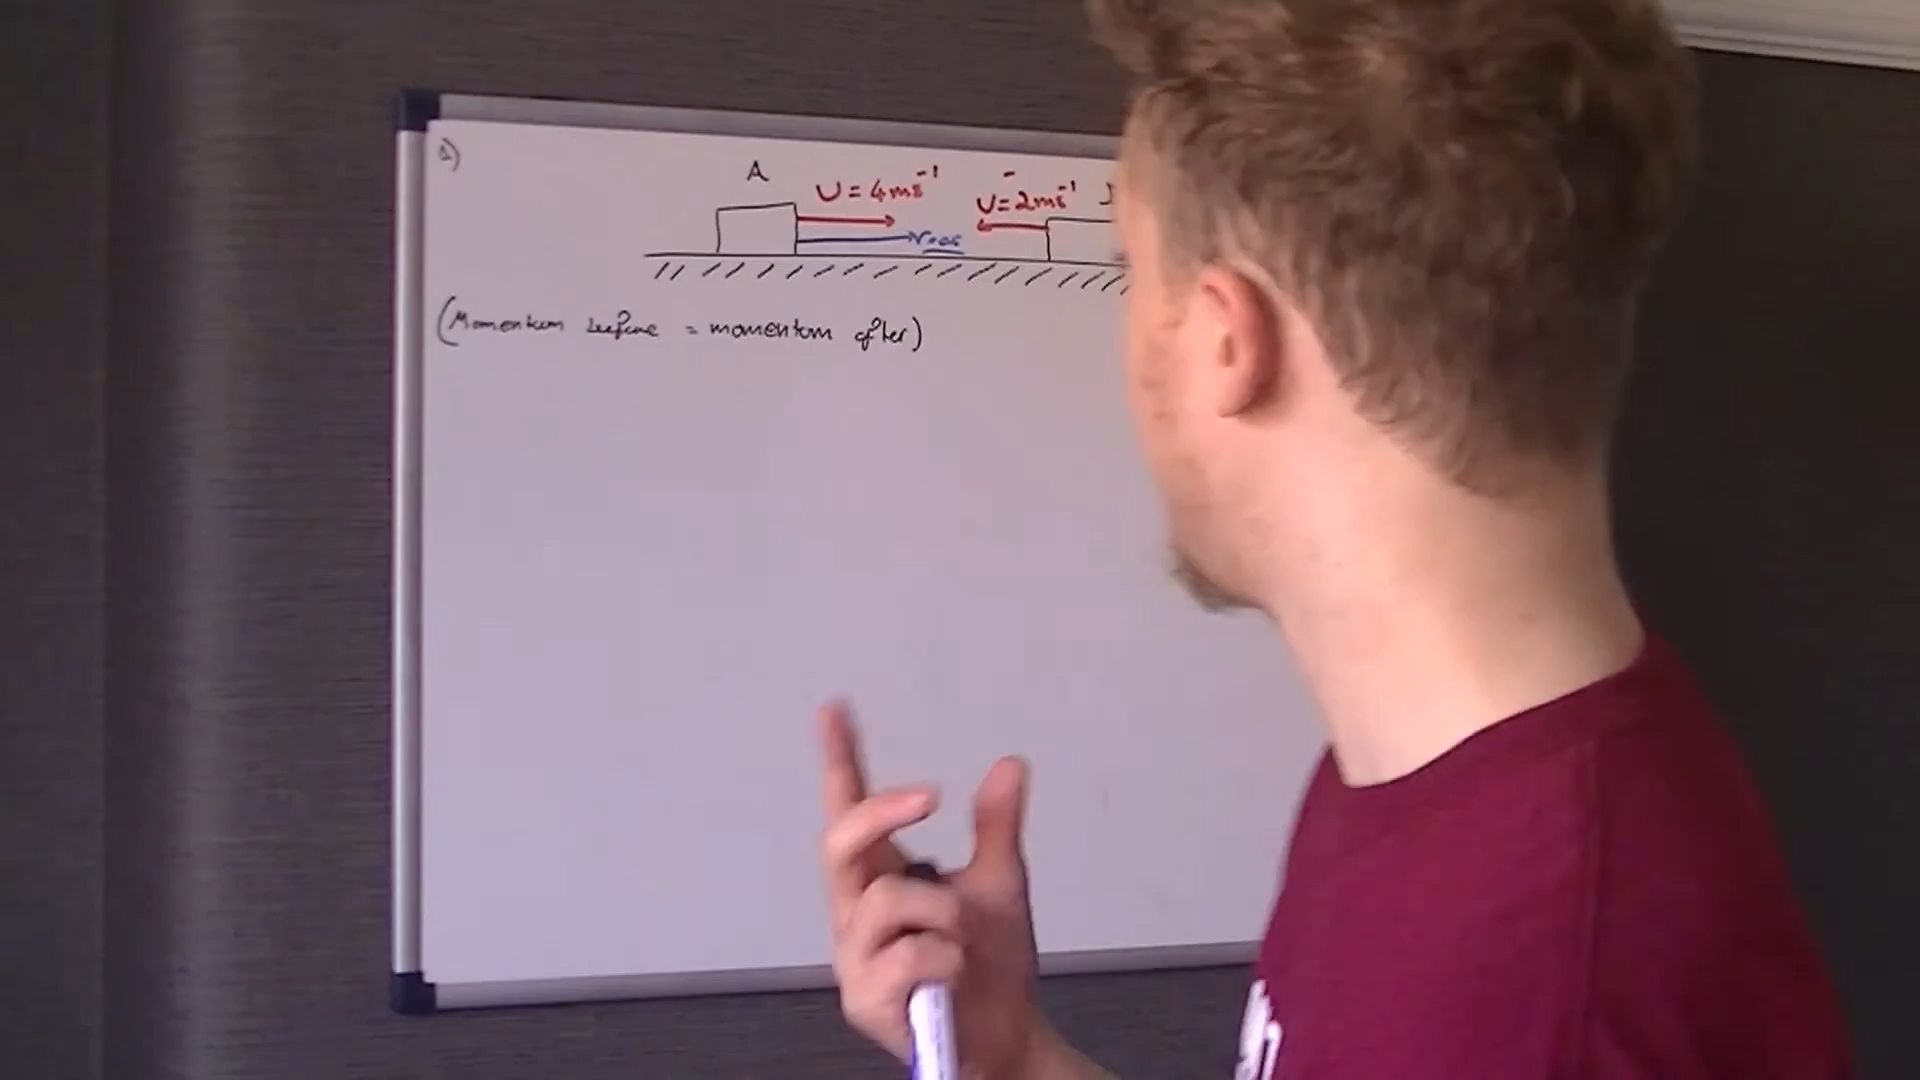 a)
A
U = 4ms⁻¹
U = 2ms⁻¹
(Momentum before = momentum after)